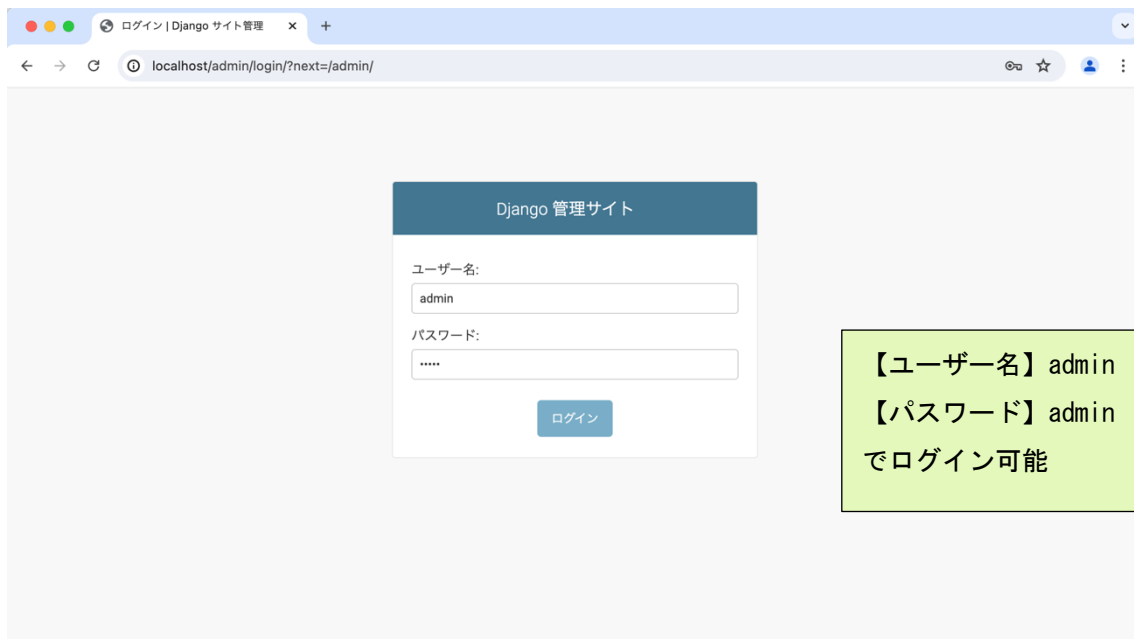 ログイン | Django サイト管理
localhost/admin/login/?next=/admin/
Django 管理サイト
ユーザー名:
admin
パスワード:
•••••
ログイン
【ユーザー名】admin
【パスワード】admin
でログイン可能